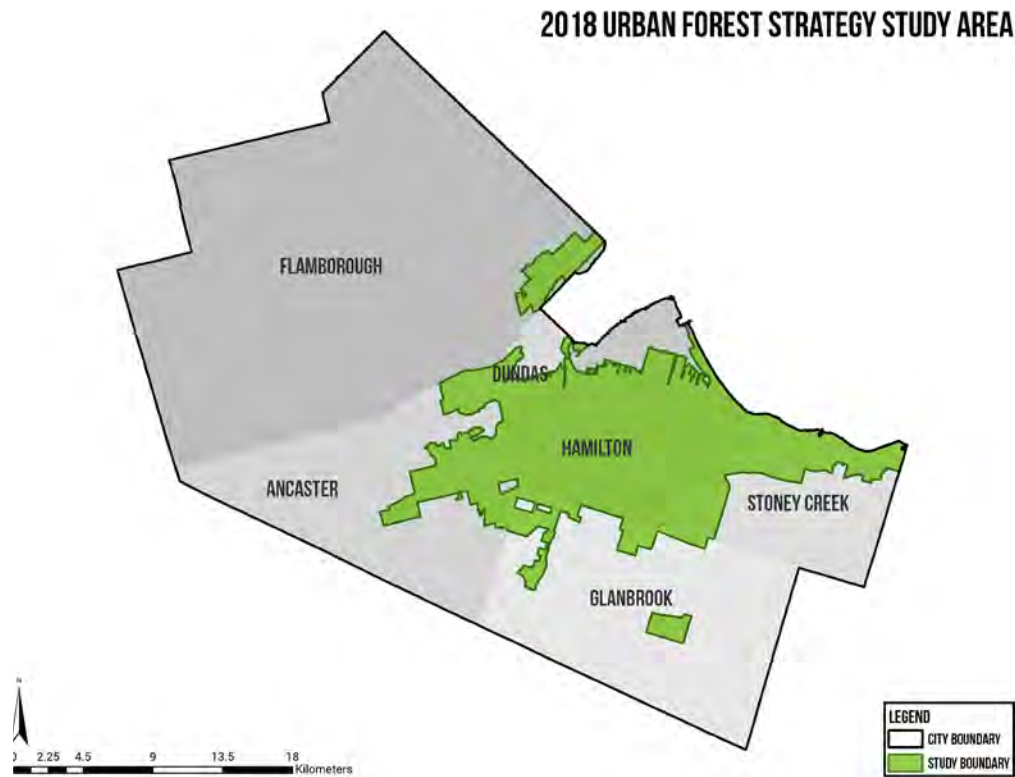 2018 URBAN FOREST STRATEGY STUDY AREA
FLAMBOROUGH
DUNDAS
HAMILTON
ANCASTER
STONEY CREEK
GLANBROOK
N
0 2.25 4.5 9 13.5 18
Kilometers
LEGEND
CITY BOUNDARY
STUDY BOUNDARY